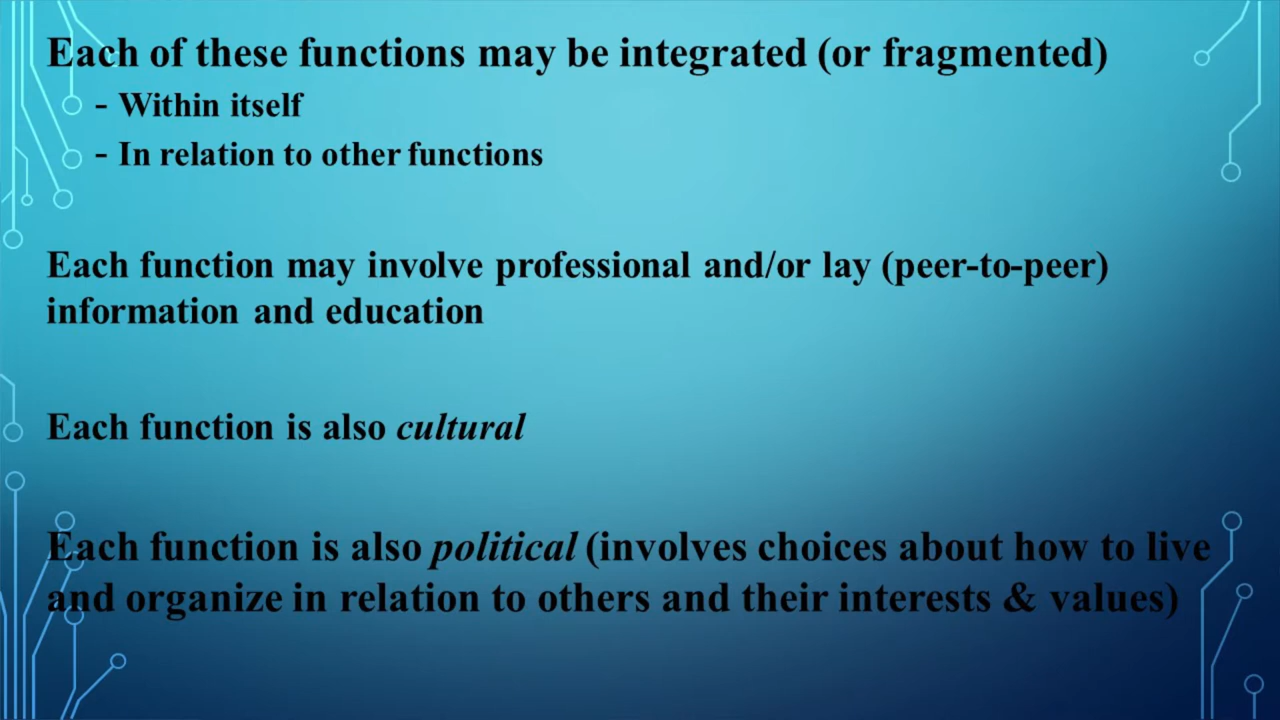 Each of these functions may be integrated (or fragmented)
- Within itself
- In relation to other functions
Each function may involve professional and/or lay (peer-to-peer)
information and education
Each function is also cultural
Each function is also political (involves choices about how to live
and organize in relation to others and their interests & values)